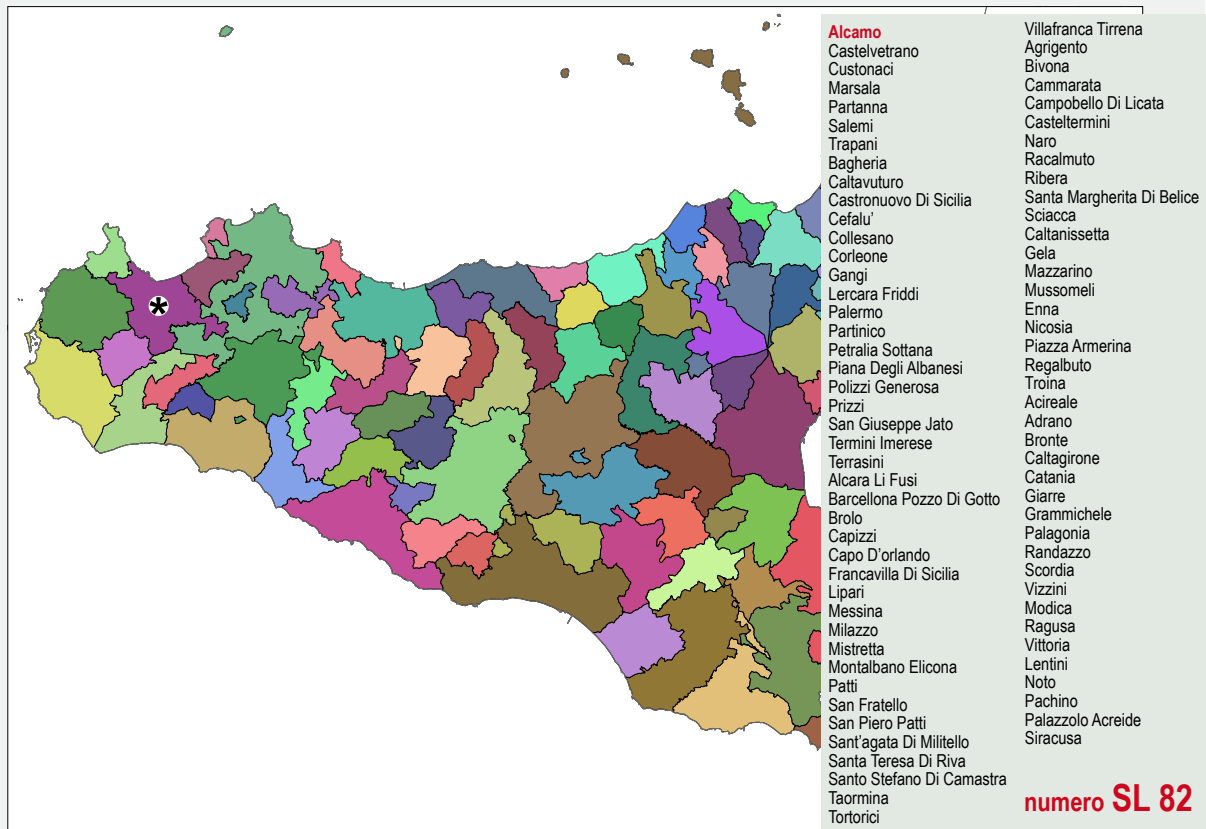 Alcamo
Castelvetrano
Custonaci
Marsala
Partanna
Salemi
Trapani
Bagheria
Caltavuturo
Castronuovo Di Sicilia
Cefalu'
Collesano
Corleone
Gangi
Lercara Friddi
Palermo
Partinico
Petralia Sottana
Piana Degli Albanesi
Polizzi Generosa
Prizzi
San Giuseppe Jato
Termini Imerese
Terrasini
Alcara Li Fusi
Barcellona Pozzo Di Gotto
Brolo
Capizzi
Capo D'orlando
Francavilla Di Sicilia
Lipari
Messina
Milazzo
Mistretta
Montalbano Elicona
Patti
San Fratello
San Piero Patti
Sant'agata Di Militello
Santa Teresa Di Riva
Santo Stefano Di Camastra
Taormina
Tortorici
Villafranca Tirrena
Agrigento
Bivona
Cammarata
Campobello Di Licata
Casteltermini
Naro
Racalmuto
Ribera
Santa Margherita Di Belice
Sciacca
Caltanissetta
Gela
Mazzarino
Mussomeli
Enna
Nicosia
Piazza Armerina
Regalbuto
Troina
Acireale
Adrano
Bronte
Caltagirone
Catania
Giarre
Grammichele
Palagonia
Randazzo
Scordia
Vizzini
Modica
Ragusa
Vittoria
Lentini
Noto
Pachino
Palazzolo Acreide
Siracusa
numero SL 82
*